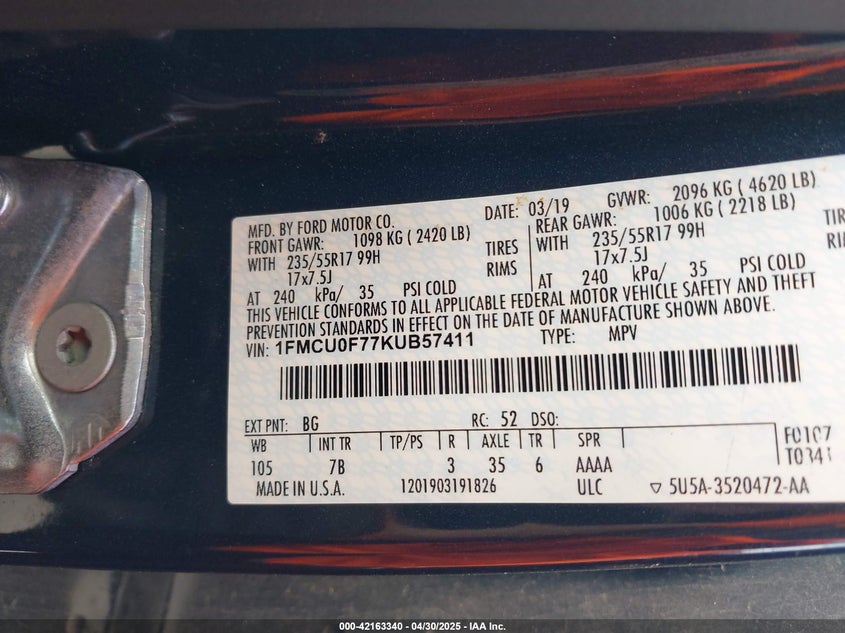 MFD. BY FORD MOTOR CO. DATE: 03/19 GVWR: 2096 KG ( 4620 LB)
FRONT GAWR: 1098 KG ( 2420 LB) REAR GAWR: 1006 KG ( 2218 LB)
WITH 235/55R17 99H TIRES WITH 235/55R17 99H TIRE
17x7.5J RIMS 17x7.5J RIMS
AT 240 kPa/ 35 PSI COLD AT 240 kPa/ 35 PSI COLD
THIS VEHICLE CONFORMS TO ALL APPLICABLE FEDERAL MOTOR VEHICLE SAFETY AND THEFT
PREVENTION STANDARDS IN EFFECT ON THE DATE OF MANUFACTURE SHOWN ABOVE.
VIN: 1FMCU0F77KUB57411 TYPE: MPV
EXT PNT: BG RC: 52 DSO:
WB INT TR TP/PS R AXLE TR SPR F0107
105 7B 3 35 6 AAAA T0341
MADE IN U.S.A. 1201903191826 ULC ▽ 5U5A-3520472-AA
000-42163340 - 04/30/2025 - IAA Inc.